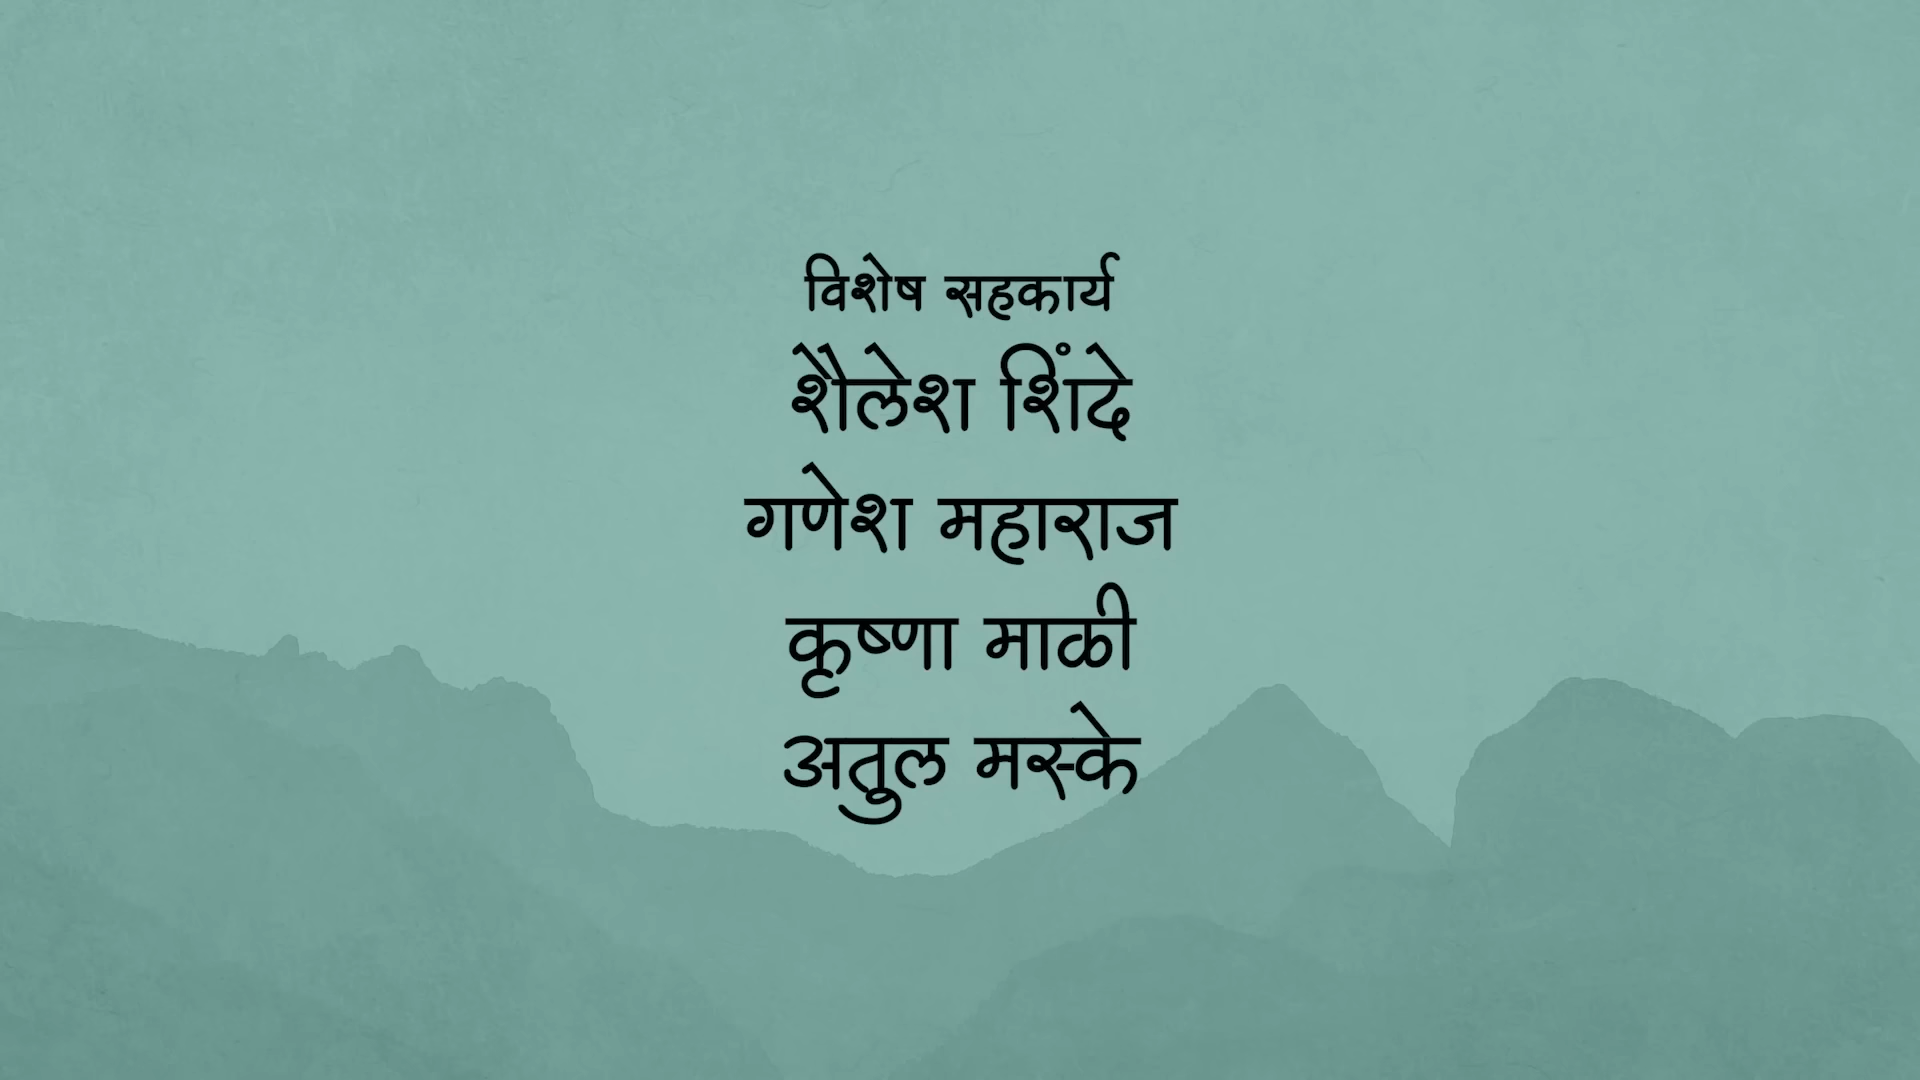 विशेष सहकार्य
शैलेश शिंदे
गणेश महाराज
कृष्णा माळी
अतुल मस्के